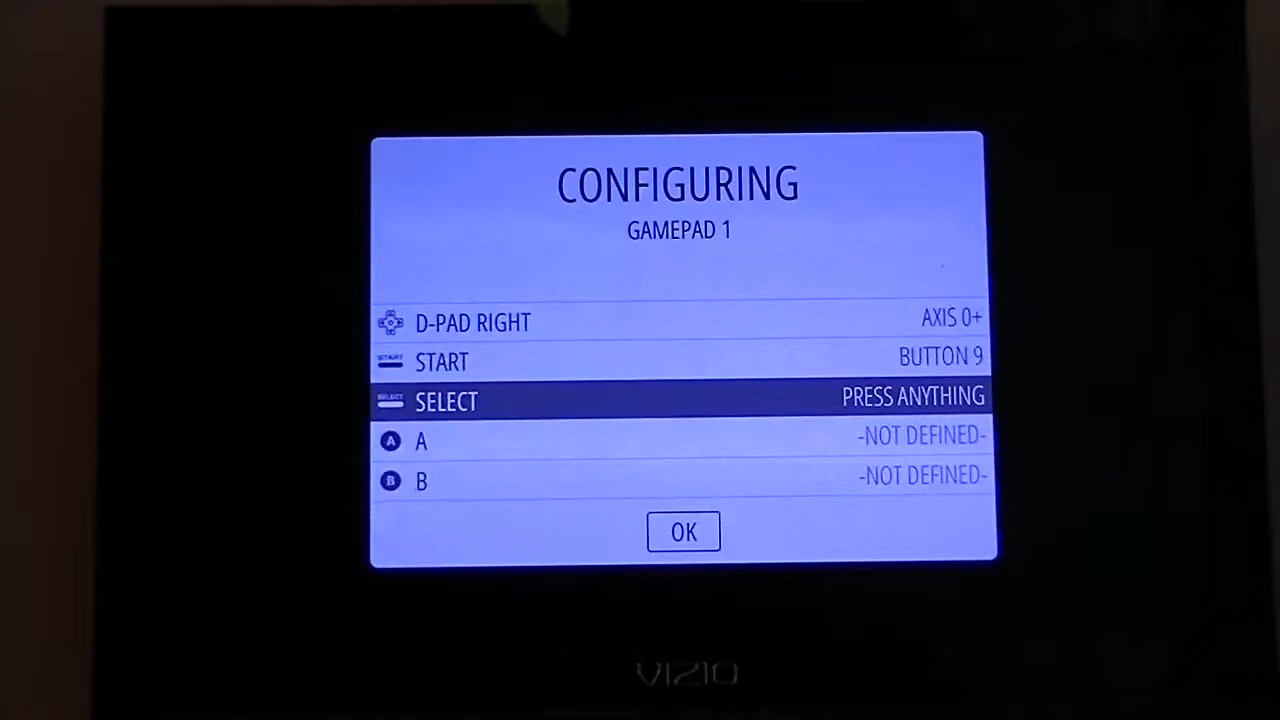 CONFIGURING
GAMEPAD 1
D-PAD RIGHT AXIS 0+
START START BUTTON 9
SELECT SELECT PRESS ANYTHING
A A -NOT DEFINED-
B B -NOT DEFINED-
OK
VIZIO